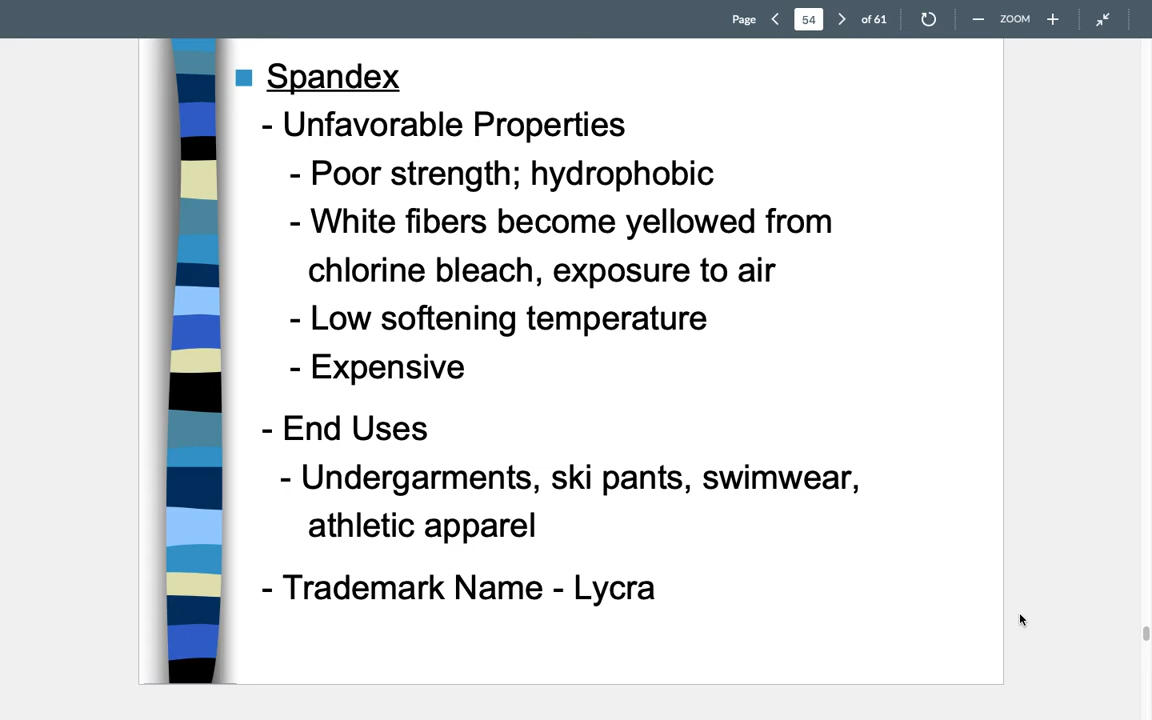 Page 54 of 61 ZOOM
Spandex
- Unfavorable Properties
- Poor strength; hydrophobic
- White fibers become yellowed from
chlorine bleach, exposure to air
- Low softening temperature
- Expensive
- End Uses
- Undergarments, ski pants, swimwear,
athletic apparel
- Trademark Name - Lycra